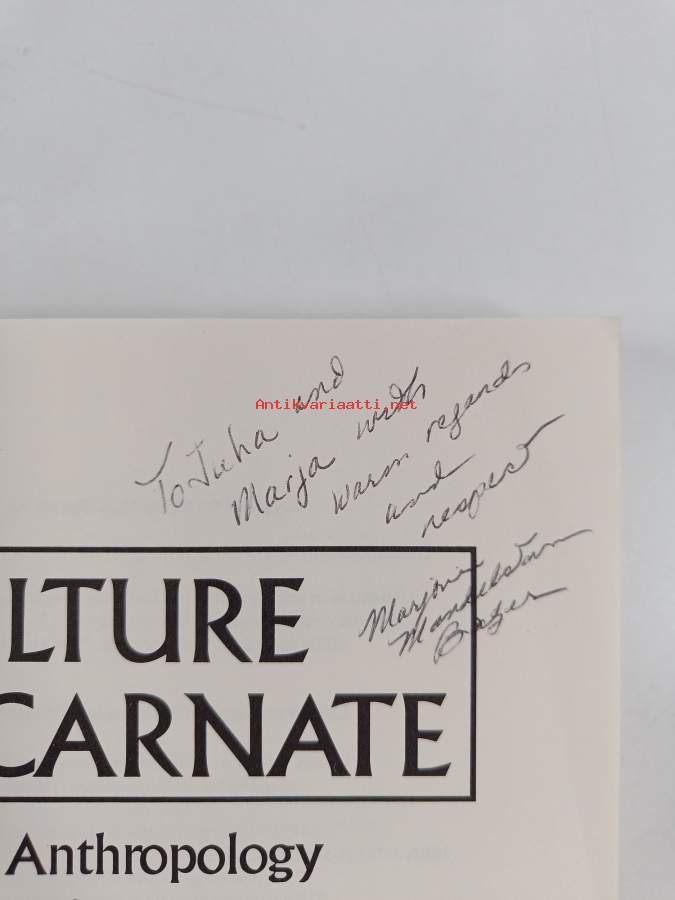 To Juha and
Marja with
warm regards
and
respect
Marjorie
Mandelstam
Balzer
Antikvariaatti.net
LTURE
CARNATE
Anthropology